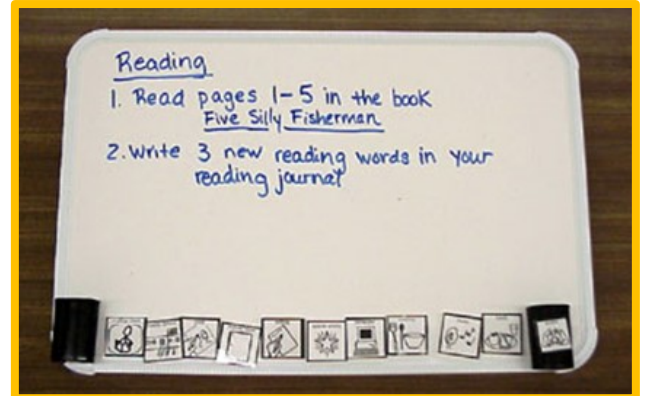 Reading
1. Read pages 1-5 in the book
Five Silly Fisherman
2. Write 3 new reading words in your
reading journal